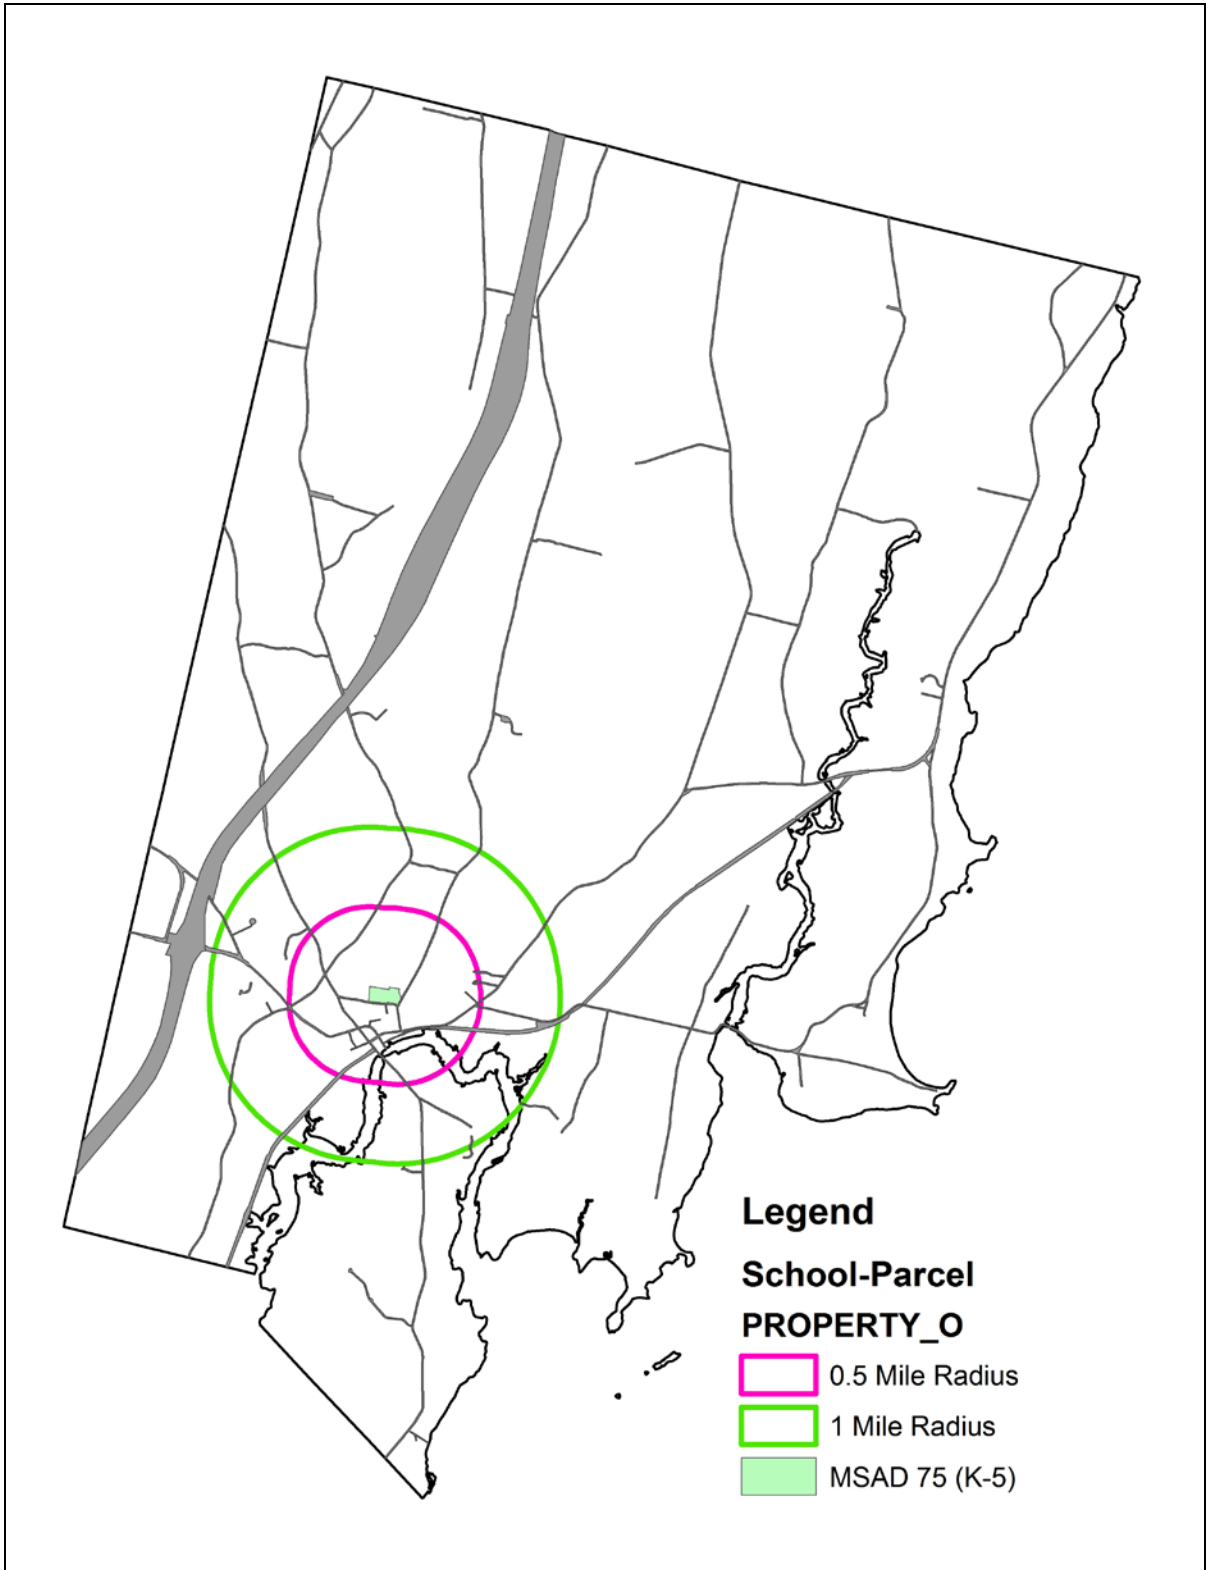 Legend
School-Parcel
PROPERTY_O
0.5 Mile Radius
1 Mile Radius
MSAD 75 (K-5)